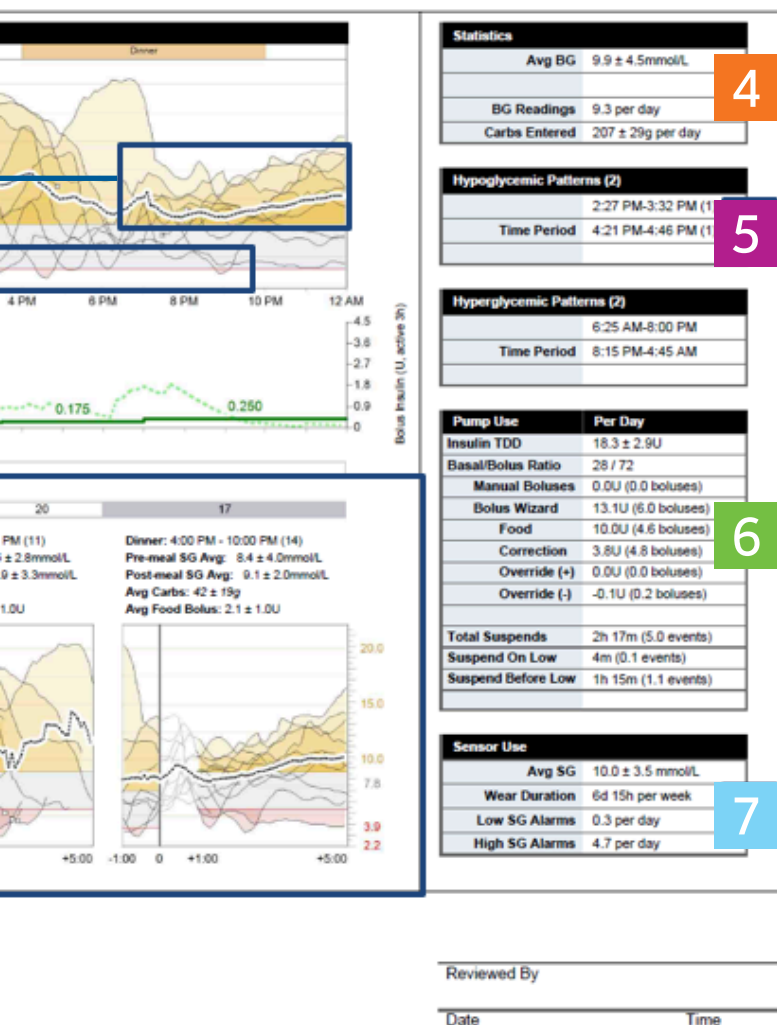 Dinner
4 PM 6 PM 8 PM 10 PM 12 AM
4.5
3.6
2.7
1.8
0.9
0
Bolus Insulin (U, active 3h)
0.175 0.250
20 17
PM (11)
± 2.8mmol/L
.9 ± 3.3mmol/L
1.0U
Dinner: 4:00 PM - 10:00 PM (14)
Pre-meal SG Avg: 8.4 ± 4.0mmol/L
Post-meal SG Avg: 9.1 ± 2.0mmol/L
Avg Carbs: 42 ± 19g
Avg Food Bolus: 2.1 ± 1.0U
20.0
15.0
10.0
7.8
3.9
2.2
+5:00 -1:00 0 +1:00 +5:00
Statistics
Avg BG 9.9 ± 4.5mmol/L
BG Readings 9.3 per day
Carbs Entered 207 ± 29g per day
4
Hypoglycemic Patterns (2)
2:27 PM-3:32 PM (1
Time Period 4:21 PM-4:46 PM (1
5
Hyperglycemic Patterns (2)
6:25 AM-8:00 PM
Time Period 8:15 PM-4:45 AM
Pump Use Per Day
Insulin TDD 18.3 ± 2.9U
Basal/Bolus Ratio 28 / 72
Manual Boluses 0.0U (0.0 boluses)
Bolus Wizard 13.1U (6.0 boluses)
Food 10.0U (4.6 boluses)
Correction 3.8U (4.8 boluses)
Override (+) 0.0U (0.0 boluses)
Override (-) -0.1U (0.2 boluses)
6
Total Suspends 2h 17m (5.0 events)
Suspend On Low 4m (0.1 events)
Suspend Before Low 1h 15m (1.1 events)
Sensor Use
Avg SG 10.0 ± 3.5 mmol/L
Wear Duration 6d 15h per week
Low SG Alarms 0.3 per day
High SG Alarms 4.7 per day
7
Reviewed By
Date Time